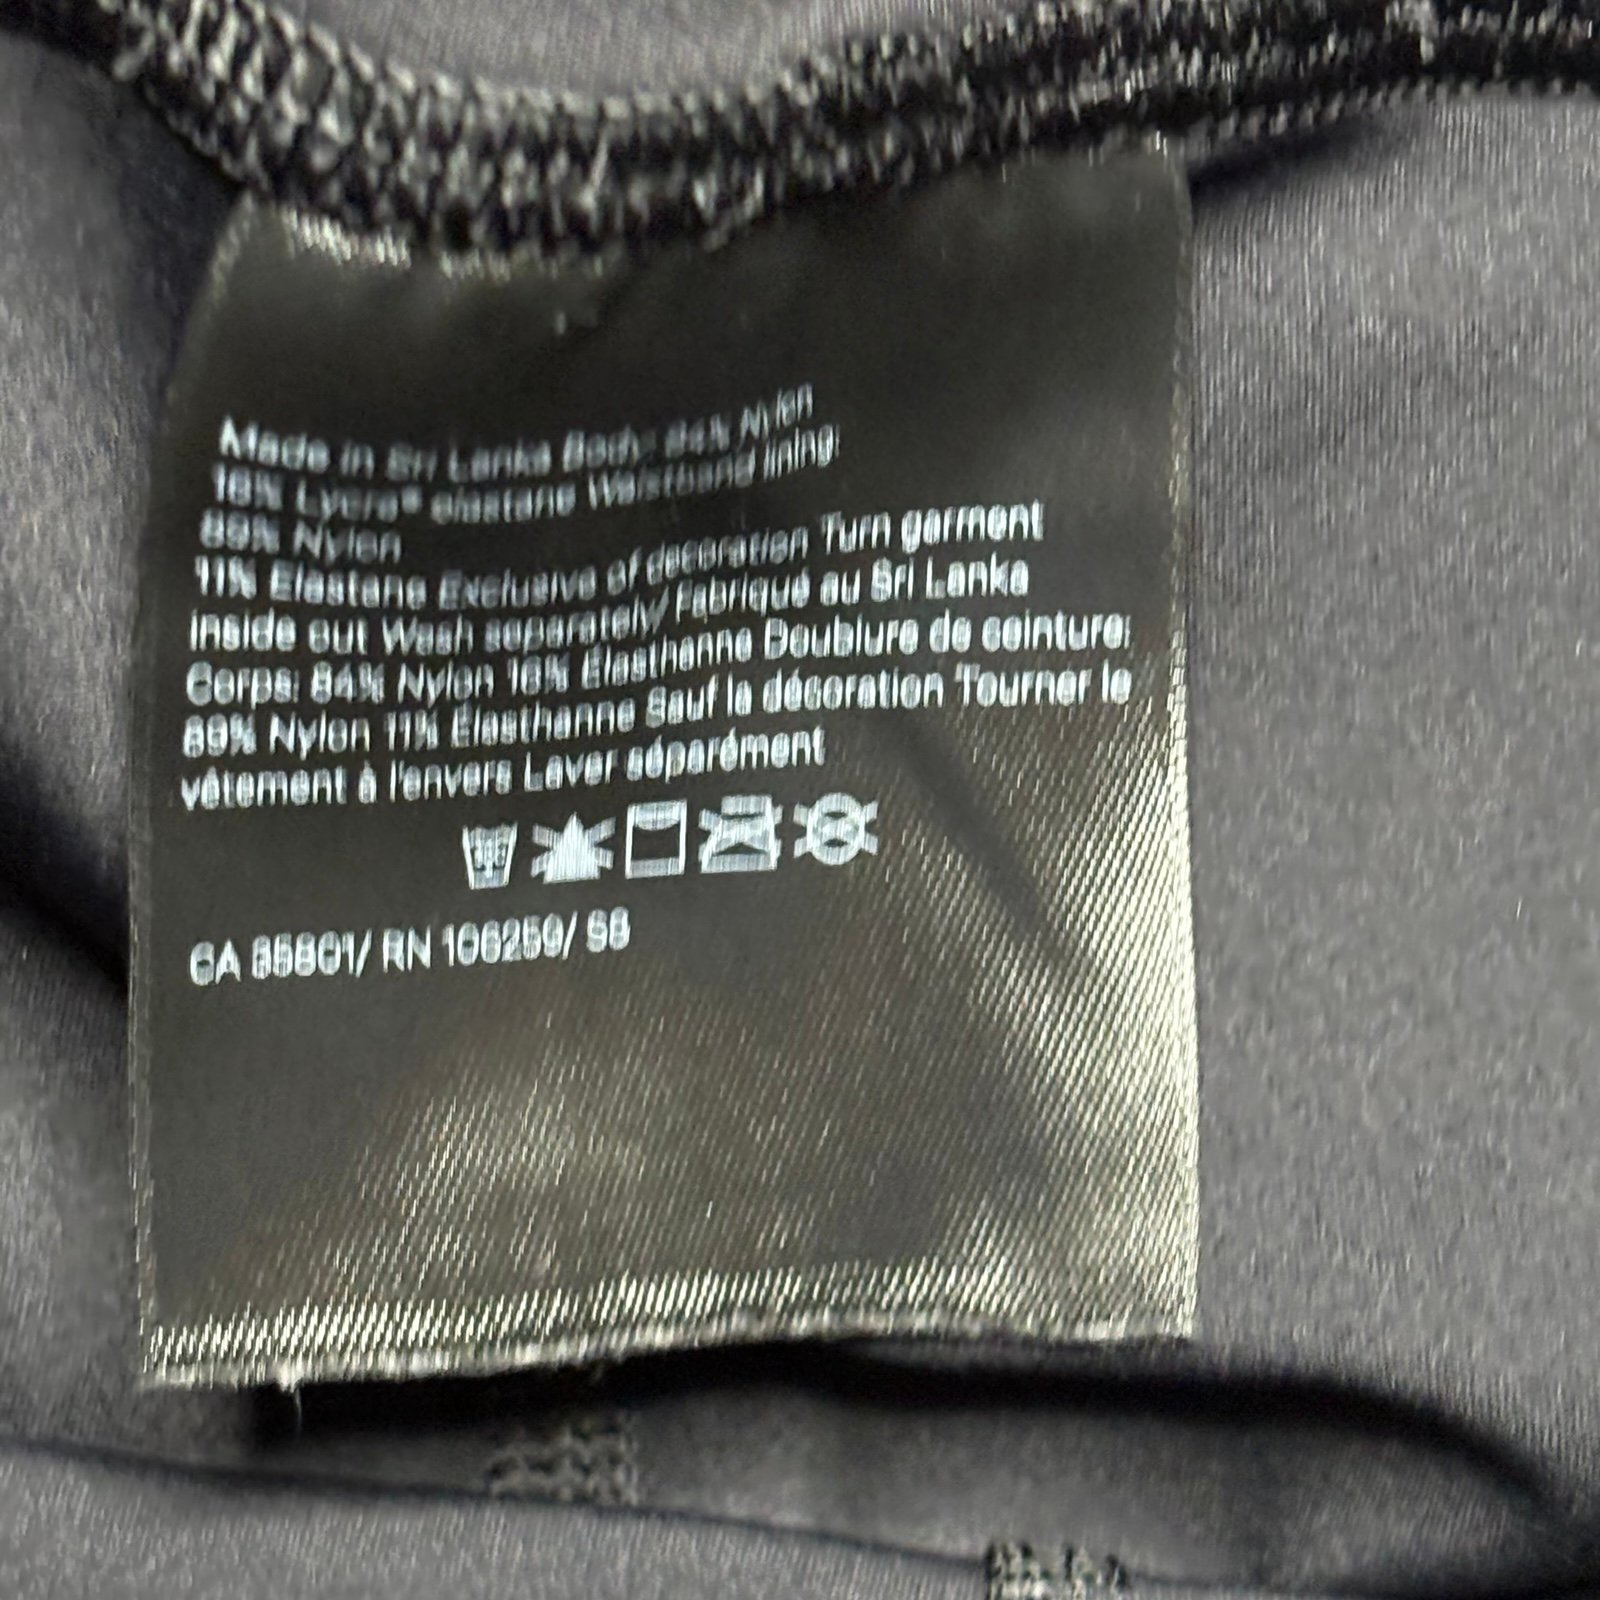 Made in Sri Lanka Body: 84% Nylon
16% Lycra® elastane Waistband lining:
89% Nylon
11% Elastane Exclusive of decoration Turn garment
inside out Wash separately/ Fabriqué au Sri Lanka
Corps: 84% Nylon 16% Élasthanne Doublure de ceinture:
89% Nylon 11% Élasthanne Sauf la décoration Tourner le
vêtement à l'envers Laver séparément
CA 35801/ RN 106259/ S8